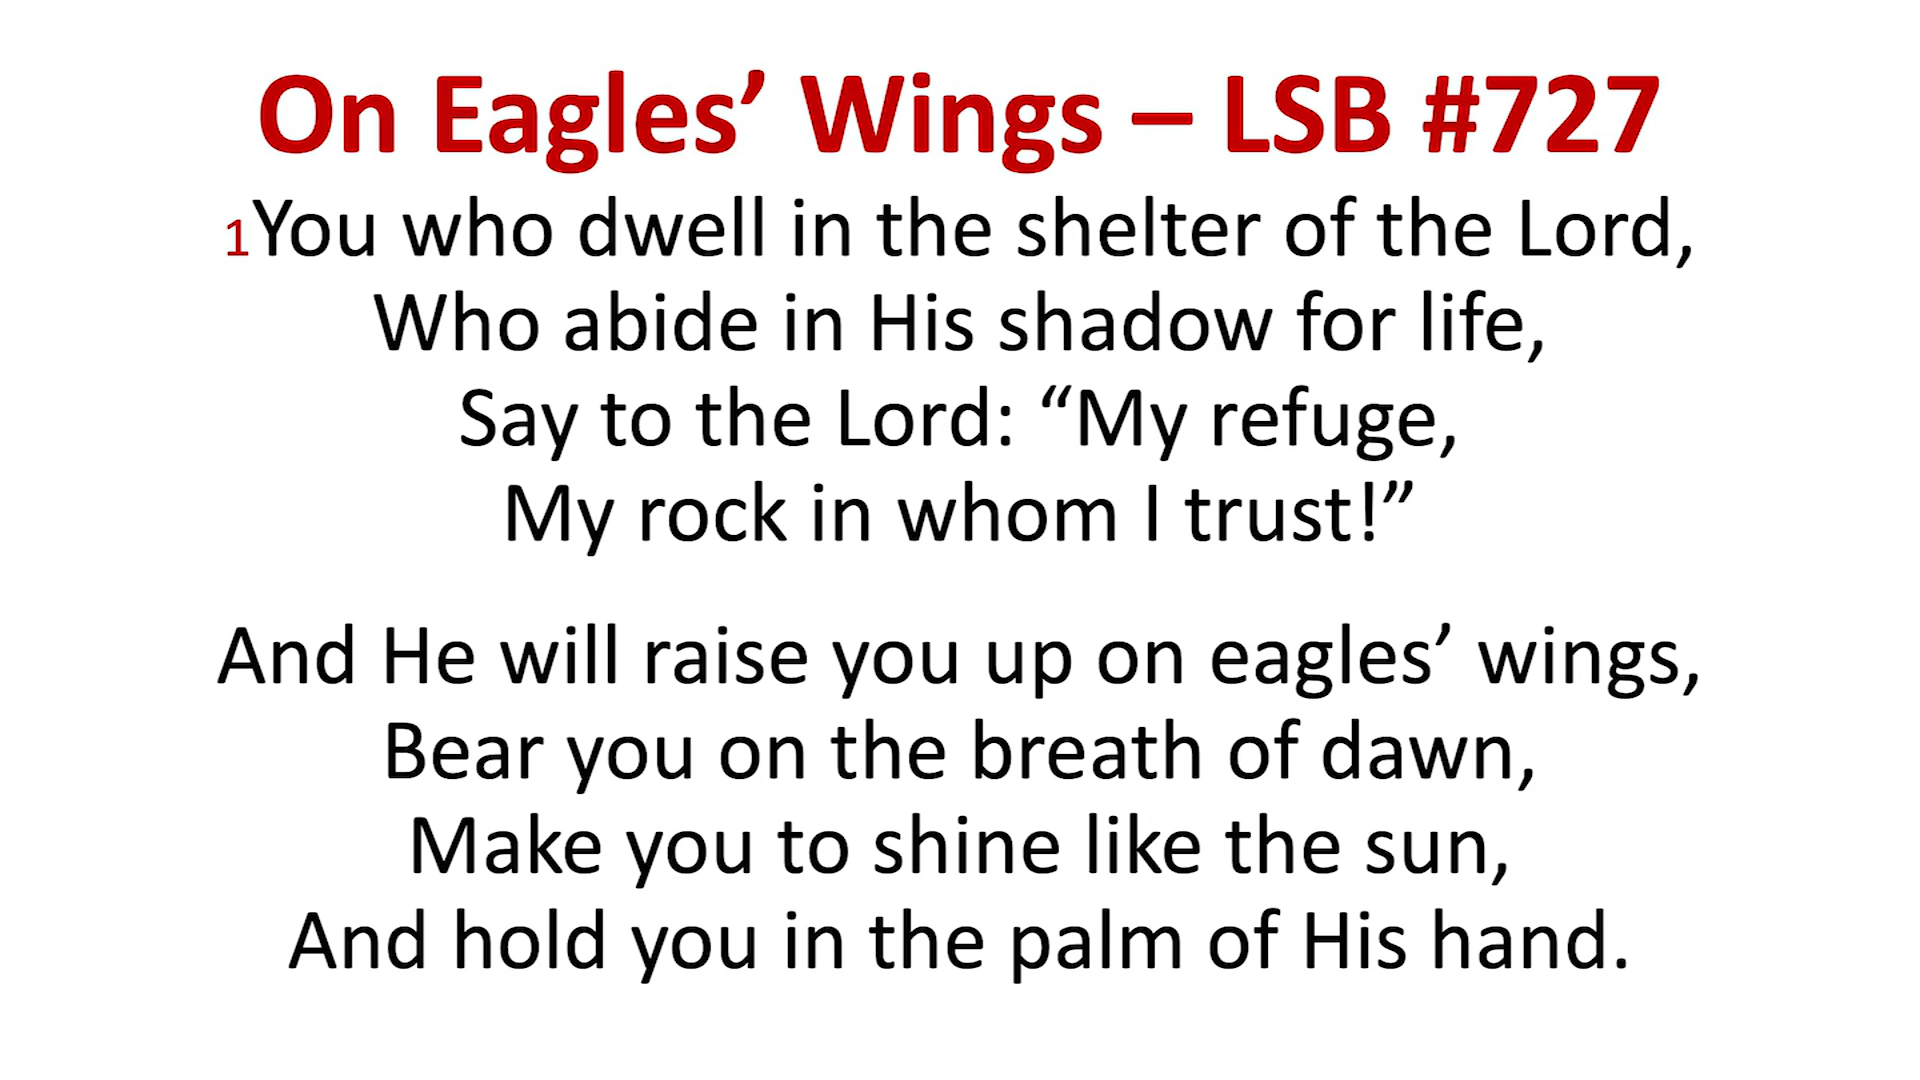 On Eagles’ Wings – LSB #727
1You who dwell in the shelter of the Lord,
Who abide in His shadow for life,
Say to the Lord: “My refuge,
My rock in whom I trust!”
And He will raise you up on eagles’ wings,
Bear you on the breath of dawn,
Make you to shine like the sun,
And hold you in the palm of His hand.